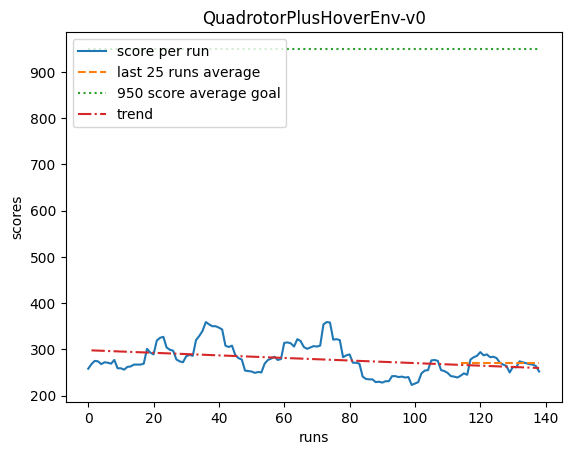 QuadrotorPlusHoverEnv-v0
score per run
last 25 runs average
950 score average goal
trend
scores
900
800
700
600
500
400
300
200
0 20 40 60 80 100 120 140
runs